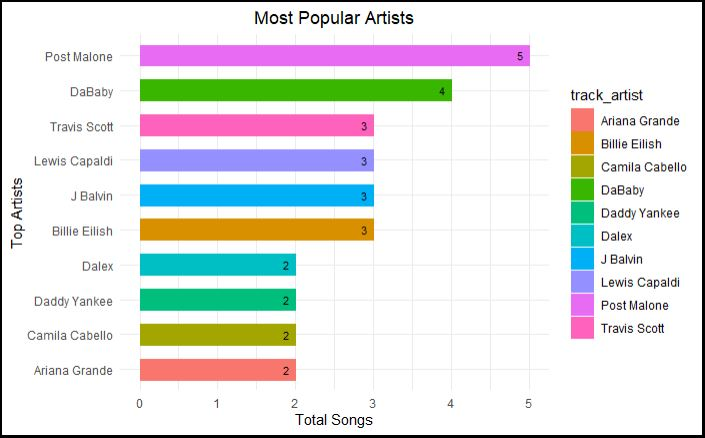 Most Popular Artists
Top Artists
Post Malone 5
DaBaby 4
Travis Scott 3
Lewis Capaldi 3
J Balvin 3
Billie Eilish 3
Dalex 2
Daddy Yankee 2
Camila Cabello 2
Ariana Grande 2
0 1 2 3 4 5
Total Songs
track_artist
Ariana Grande
Billie Eilish
Camila Cabello
DaBaby
Daddy Yankee
Dalex
J Balvin
Lewis Capaldi
Post Malone
Travis Scott